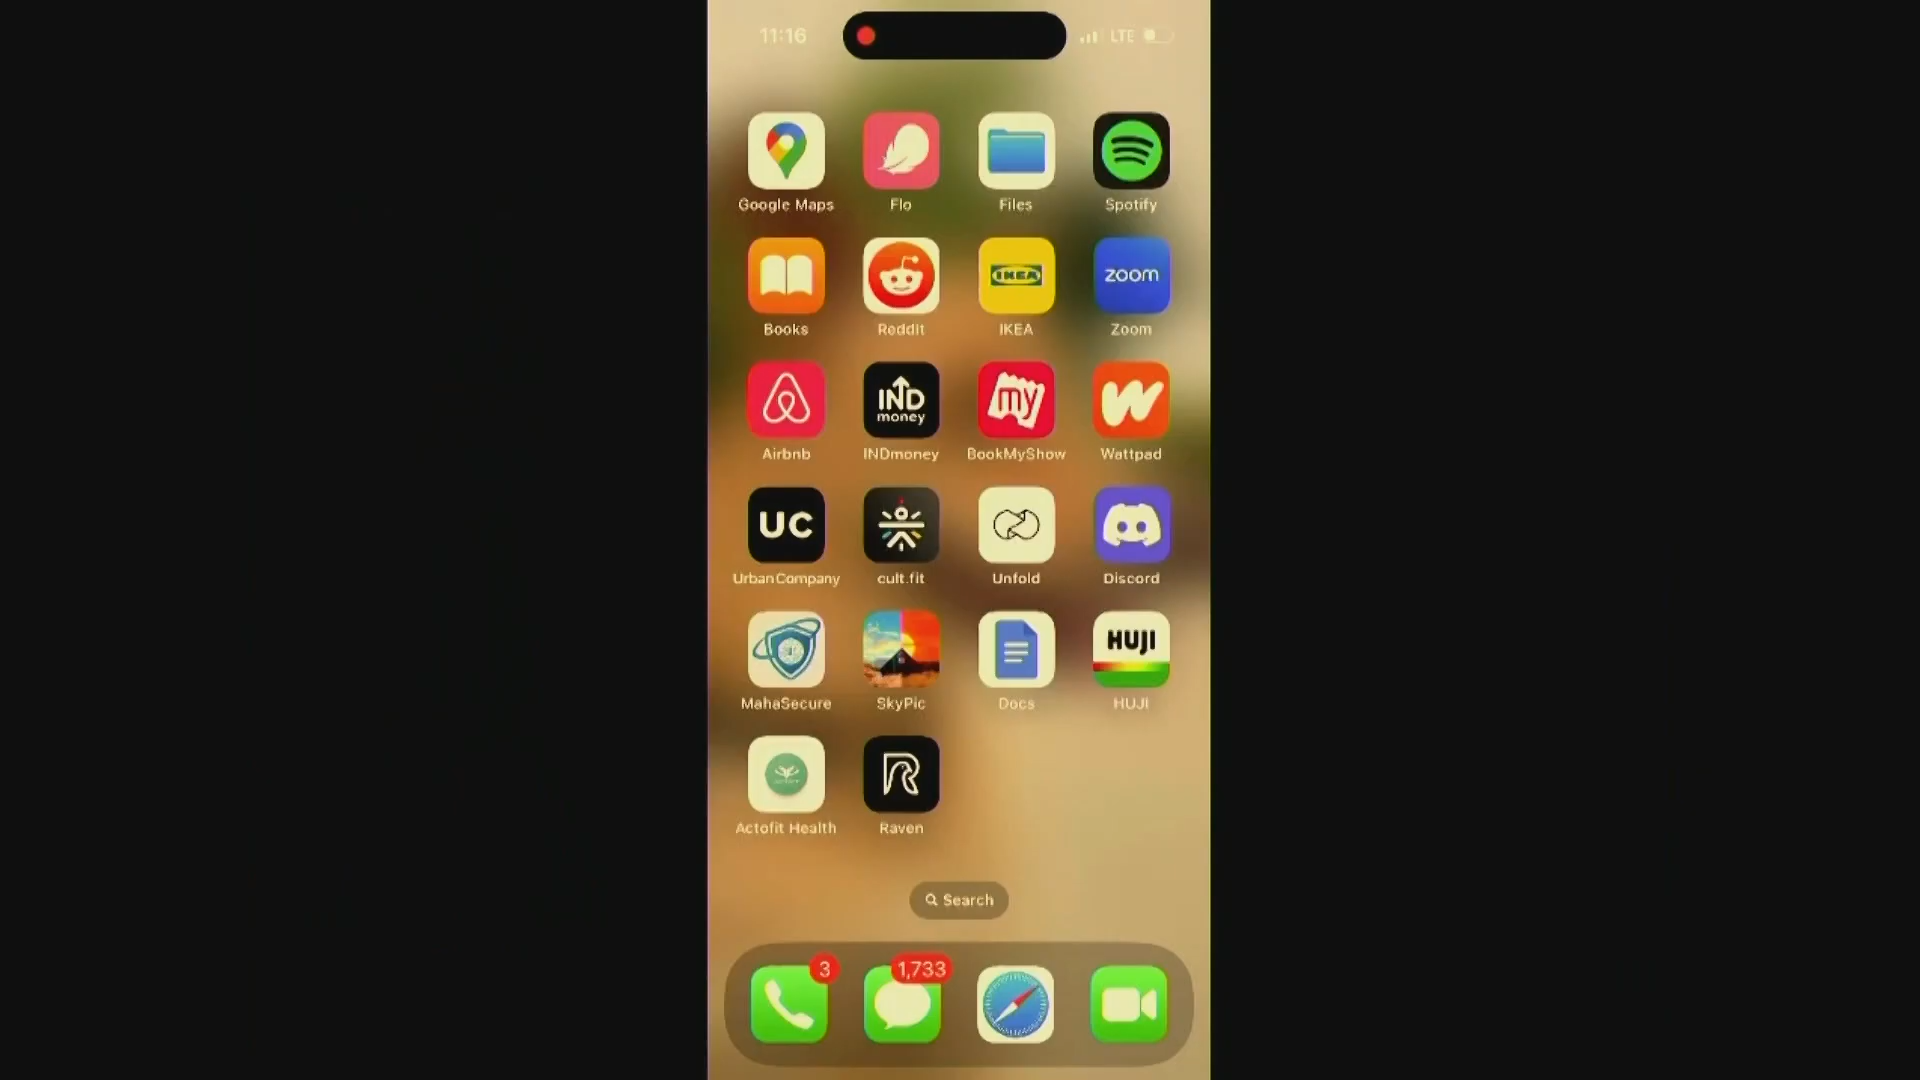 11:16 LTE
Google Maps Flo Files Spotify
IKEA zoom
Books Reddit IKEA Zoom
IND money my
Airbnb INDmoney BookMyShow Wattpad
UC
UrbanCompany cult.fit Unfold Discord
HUJI
MahaSecure SkyPic Docs HUJI
R
Actofit Health Raven
Search
3 1,733